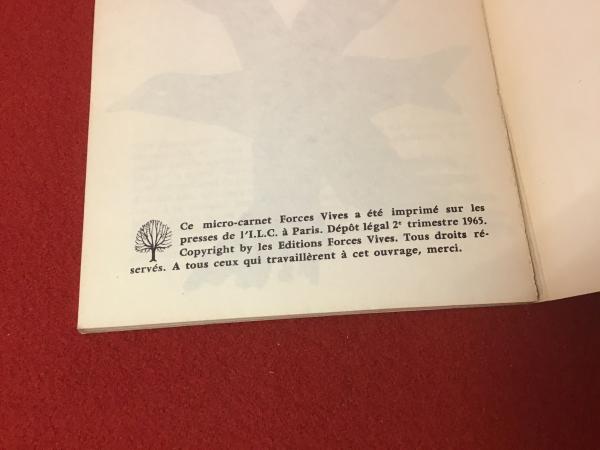 Ce micro-carnet Forces Vives a été imprimé sur les
presses de l'I.L.C. à Paris. Dépôt légal 2e trimestre 1965.
Copyright by les Editions Forces Vives. Tous droits ré-
servés. A tous ceux qui travaillèrent à cet ouvrage, merci.